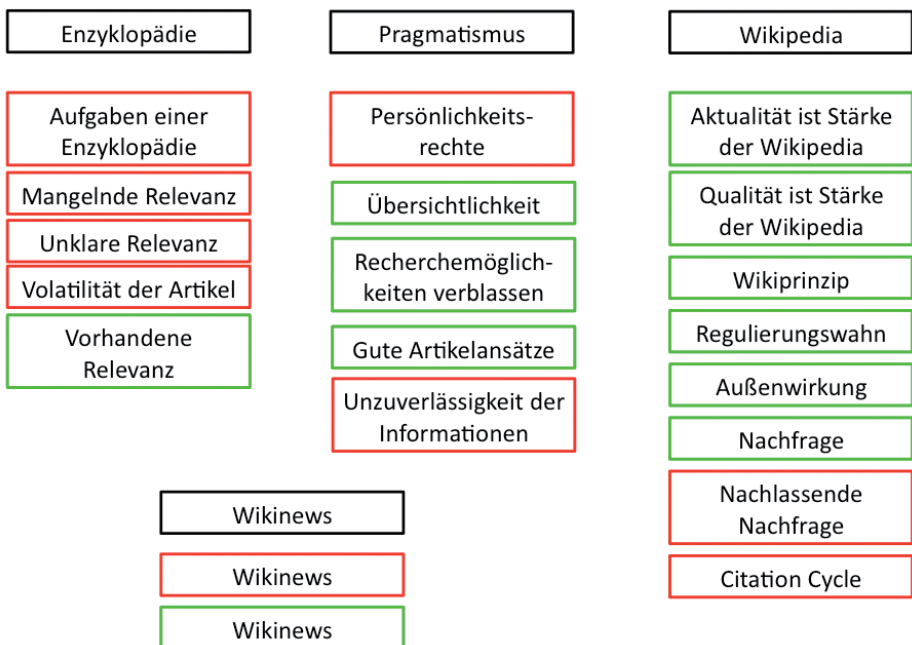 Enzyklopädie
Aufgaben einer
Enzyklopädie
Mangelnde Relevanz
Unklare Relevanz
Volatilität der Artikel
Vorhandene
Relevanz
Pragmatismus
Persönlichkeits-
rechte
Übersichtlichkeit
Recherchemöglich-
keiten verblassen
Gute Artikelansätze
Unzuverlässigkeit der
Informationen
Wikipedia
Aktualität ist Stärke
der Wikipedia
Qualität ist Stärke
der Wikipedia
Wikiprinzip
Regulierungswahn
Außenwirkung
Nachfrage
Nachlassende
Nachfrage
Citation Cycle
Wikinews
Wikinews
Wikinews